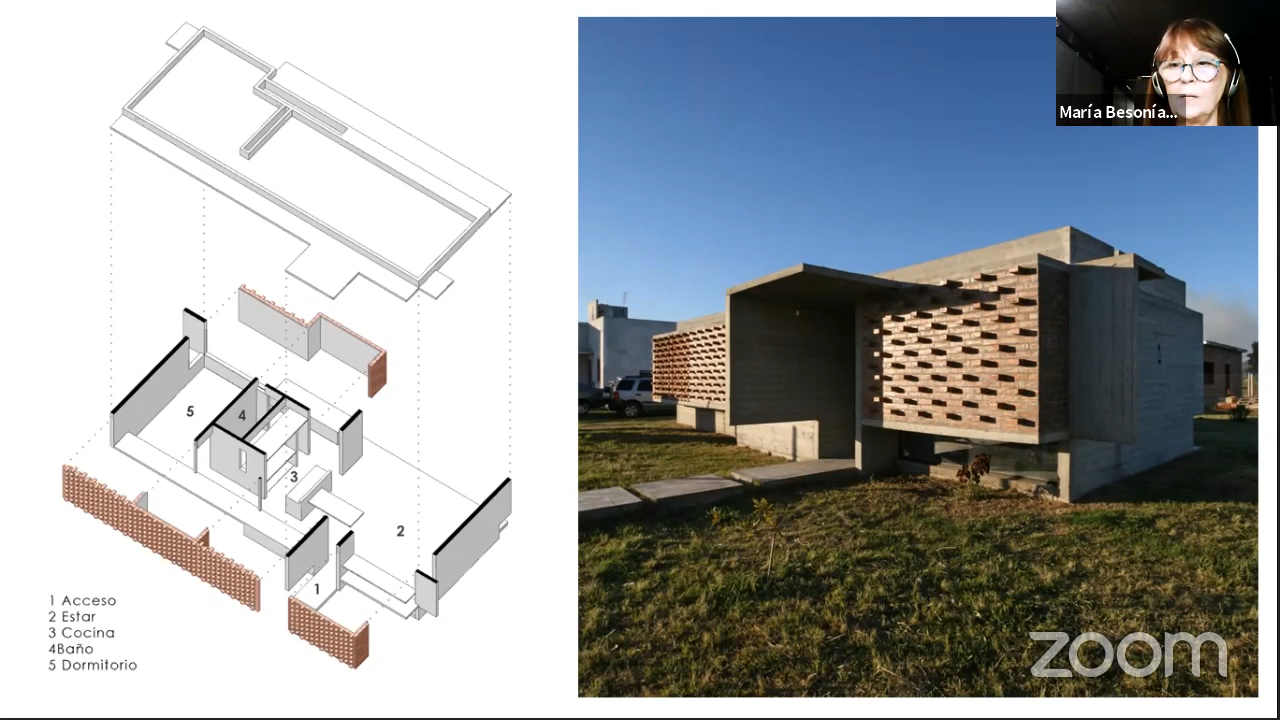 María Besonía...
5
4
3
2
1
1 Acceso
2 Estar
3 Cocina
4Baño
5 Dormitorio
zoom